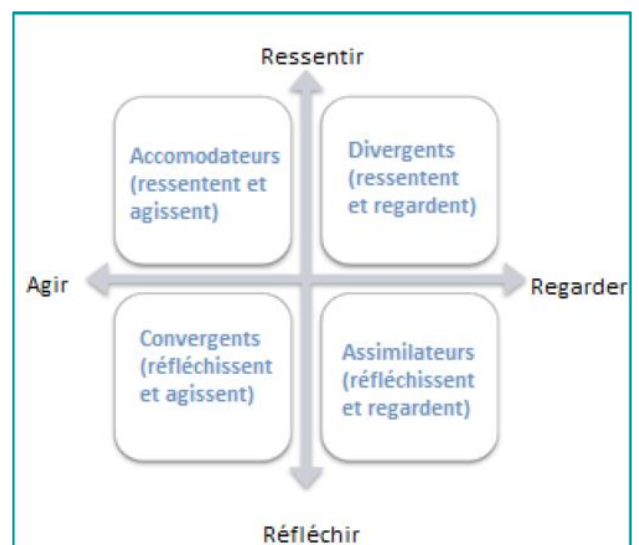 Ressentir
Accomodateurs
(ressentent et
agissent)
Divergents
(ressentent
et regardent)
Agir
Regarder
Convergents
(réfléchissent
et agissent)
Assimilateurs
(réfléchissent
et regardent)
Réfléchir